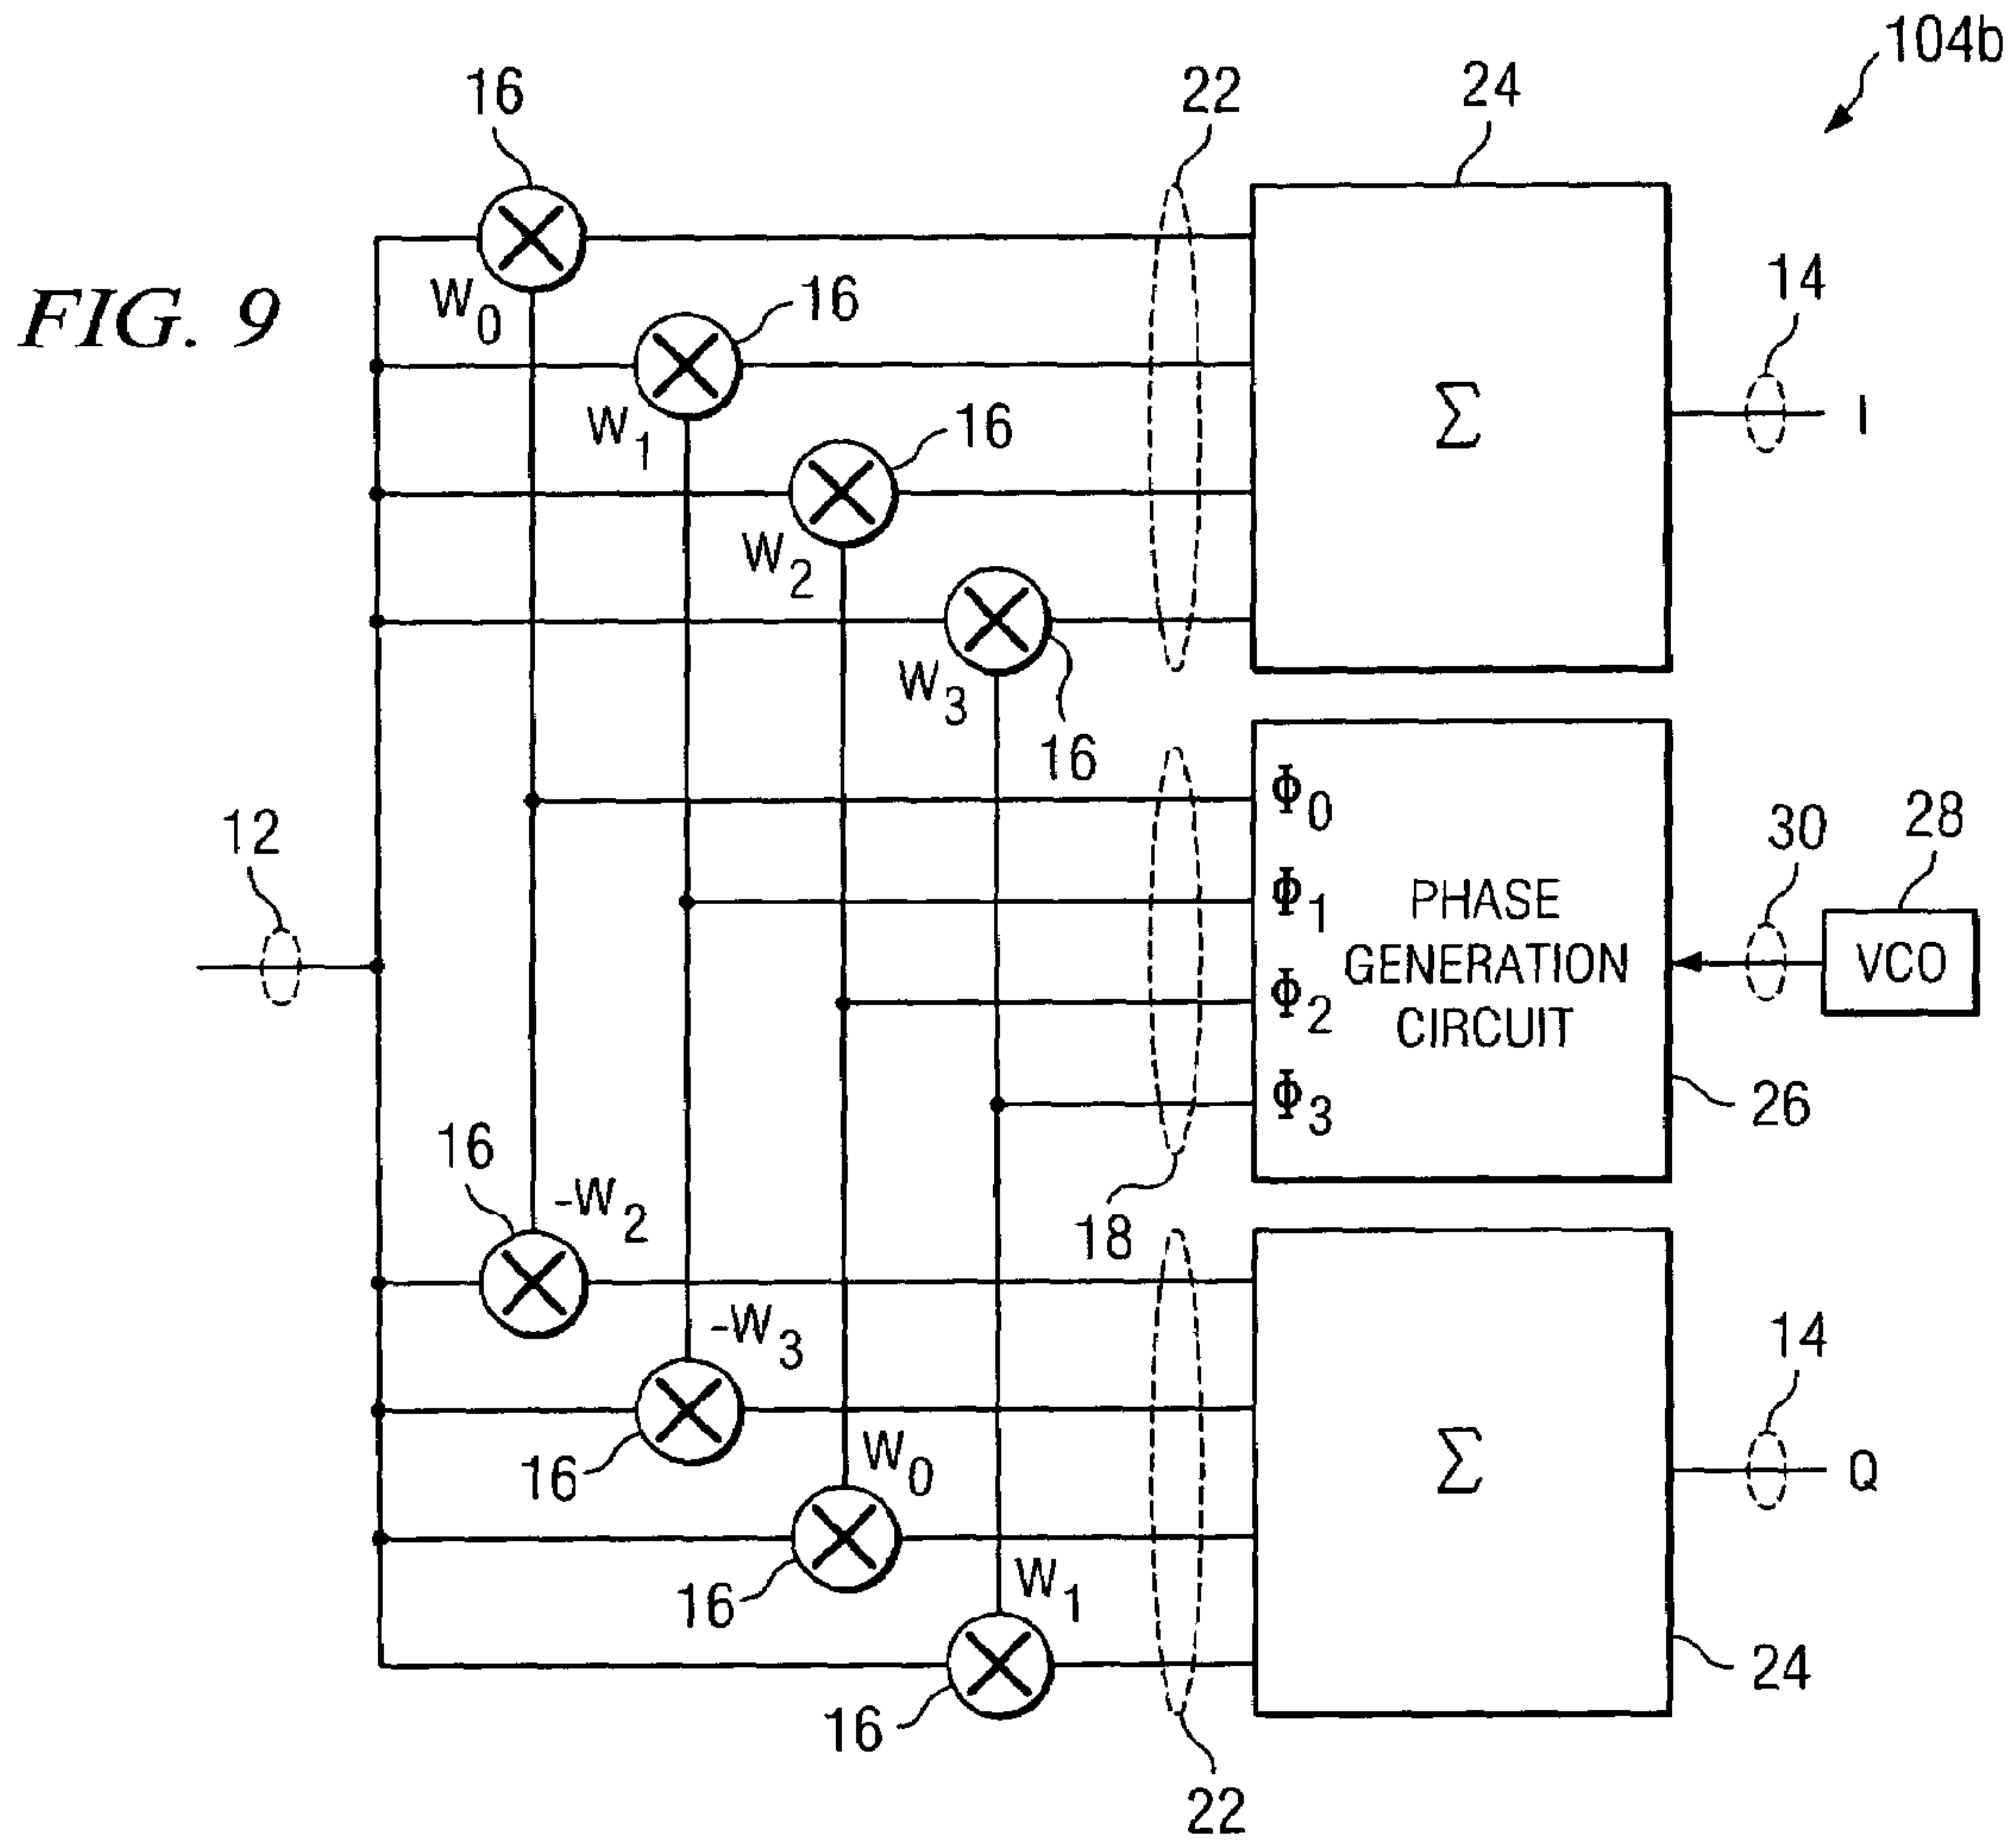 104b
16
22
24
FIG. 9
W0
16
14
W1
16
Σ
I
W2
W3
16
12
Φ0
30
28
Φ1
PHASE
GENERATION
CIRCUIT
VCO
Φ2
Φ3
26
16
-W2
18
-W3
14
16
W0
Σ
Q
16
W1
24
16
22